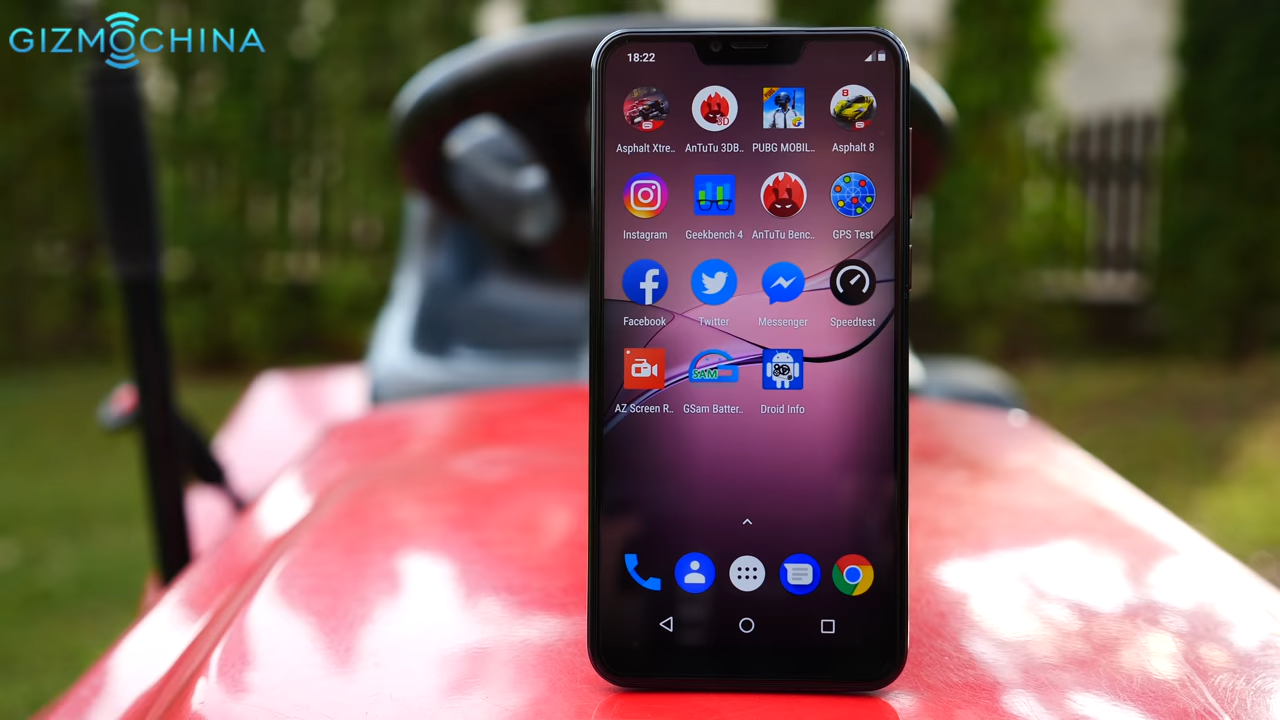 GIZMOCHINA
18:22
Asphalt Xtre..
AnTuTu 3DB..
PUBG MOBIL..
Asphalt 8
Instagram
Geekbench 4
AnTuTu Benc..
GPS Test
Facebook
Twitter
Messenger
Speedtest
SAM
AZ Screen R..
GSam Batter..
Droid Info